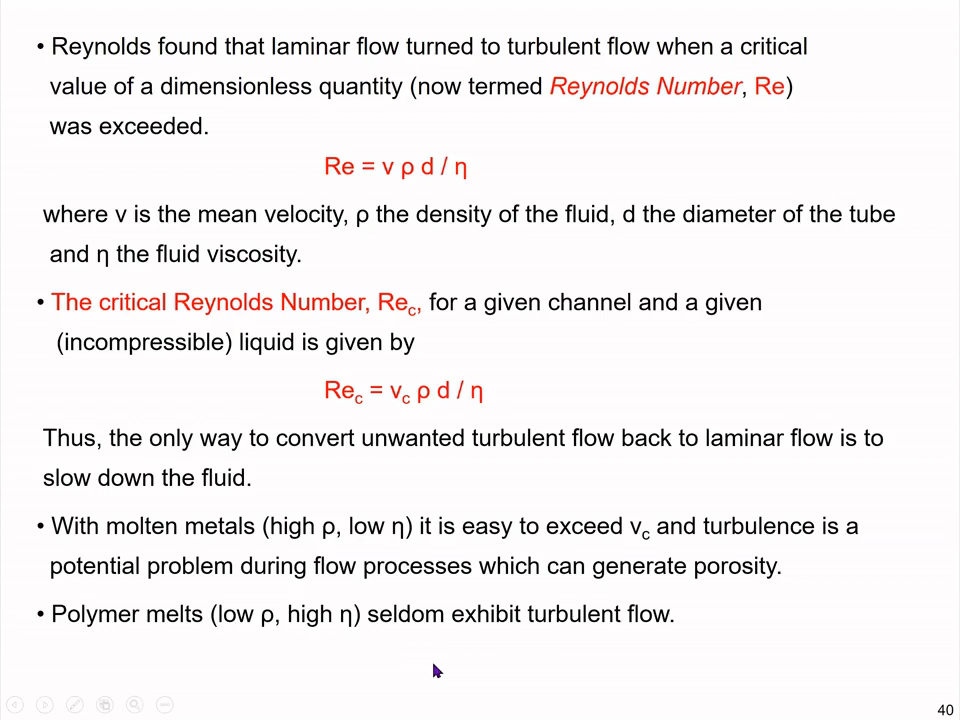 • Reynolds found that laminar flow turned to turbulent flow when a critical
value of a dimensionless quantity (now termed Reynolds Number, Re)
was exceeded.
Re = v ρ d / η
where v is the mean velocity, ρ the density of the fluid, d the diameter of the tube
and η the fluid viscosity.
• The critical Reynolds Number, Rec, for a given channel and a given
(incompressible) liquid is given by
Rec = vc ρ d / η
Thus, the only way to convert unwanted turbulent flow back to laminar flow is to
slow down the fluid.
• With molten metals (high ρ, low η) it is easy to exceed vc and turbulence is a
potential problem during flow processes which can generate porosity.
• Polymer melts (low ρ, high η) seldom exhibit turbulent flow.
40